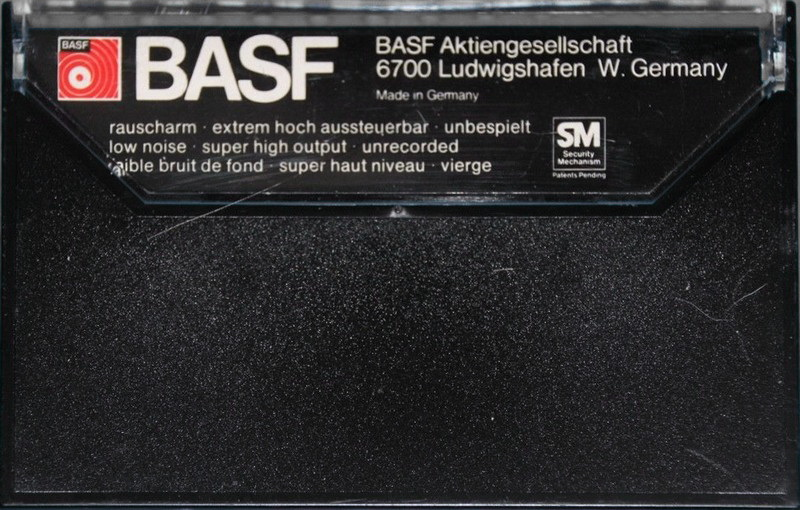 BASF
BASF
BASF Aktiengesellschaft
6700 Ludwigshafen W. Germany
Made in Germany
rauscharm · extrem hoch aussteuerbar · unbespielt
low noise · super high output · unrecorded
aible bruit de fond · super haut niveau · vierge
SM
Security
Mechanism
Patents Pending